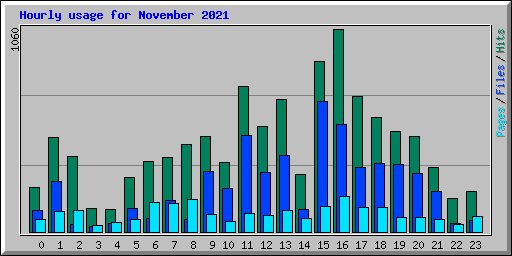 Hourly usage for November 2021
1060
Pages/Files/Hits
0 1 2 3 4 5 6 7 8 9 10 11 12 13 14 15 16 17 18 19 20 21 22 23